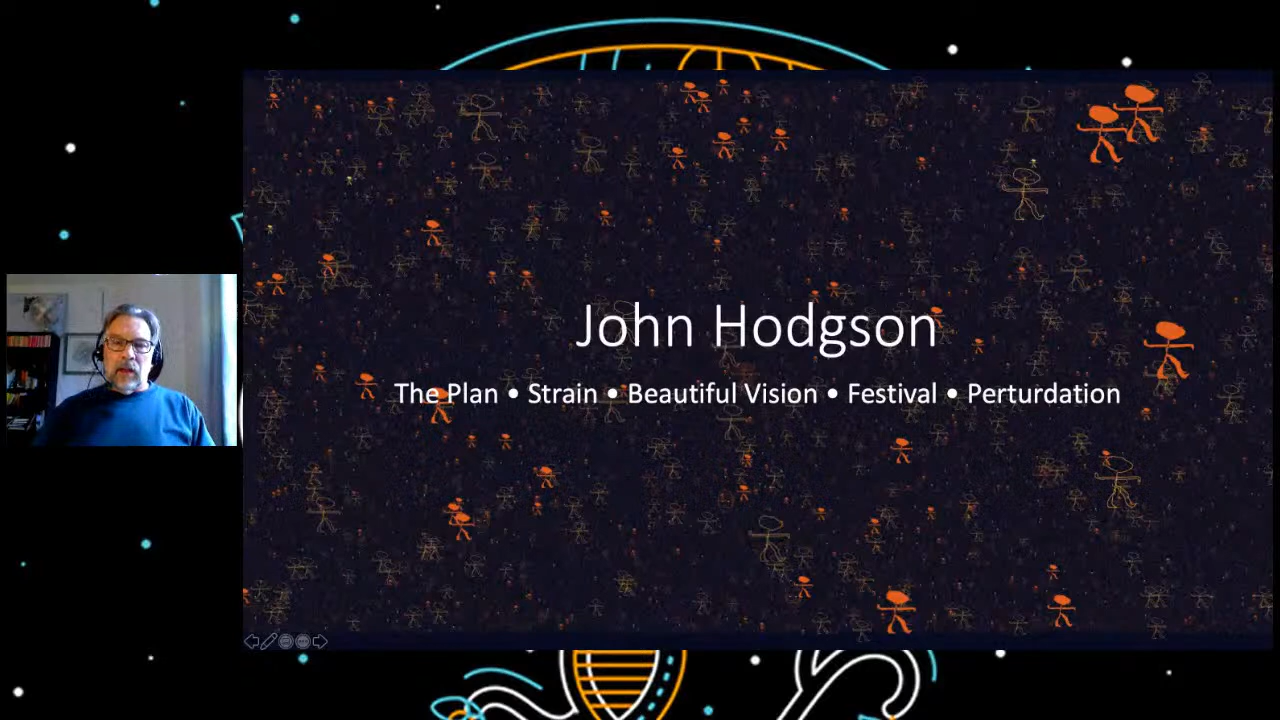 John Hodgson
The Plan • Strain • Beautiful Vision • Festival • Perturdation